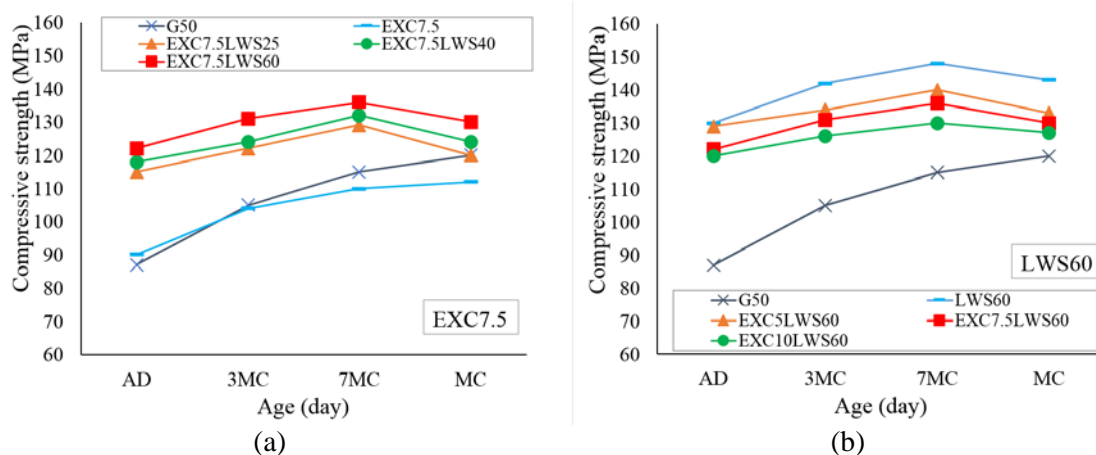 160
150
140
130
120
110
100
90
80
70
60
Compressive strength (MPa)
G50 EXC7.5
EXC7.5LWS25 EXC7.5LWS40
EXC7.5LWS60
EXC7.5
AD 3MC 7MC MC
Age (day)
(a)
160
150
140
130
120
110
100
90
80
70
60
Compressive strength (MPa)
LWS60
G50 LWS60
EXC5LWS60 EXC7.5LWS60
EXC10LWS60
AD 3MC 7MC MC
Age (day)
(b)